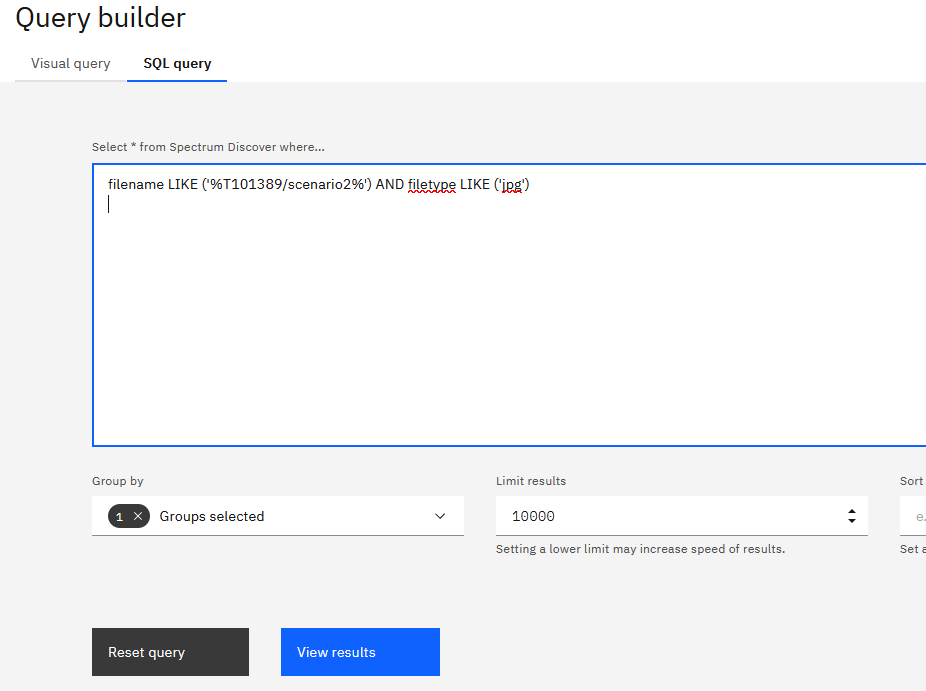 Query builder
Visual query
SQL query
Select * from Spectrum Discover where...
filename LIKE ('%T101389/scenario2%') AND filetype LIKE ('jpg')
Group by
Limit results
Sort
1 × Groups selected
10000
e.
Setting a lower limit may increase speed of results.
Set a
Reset query
View results